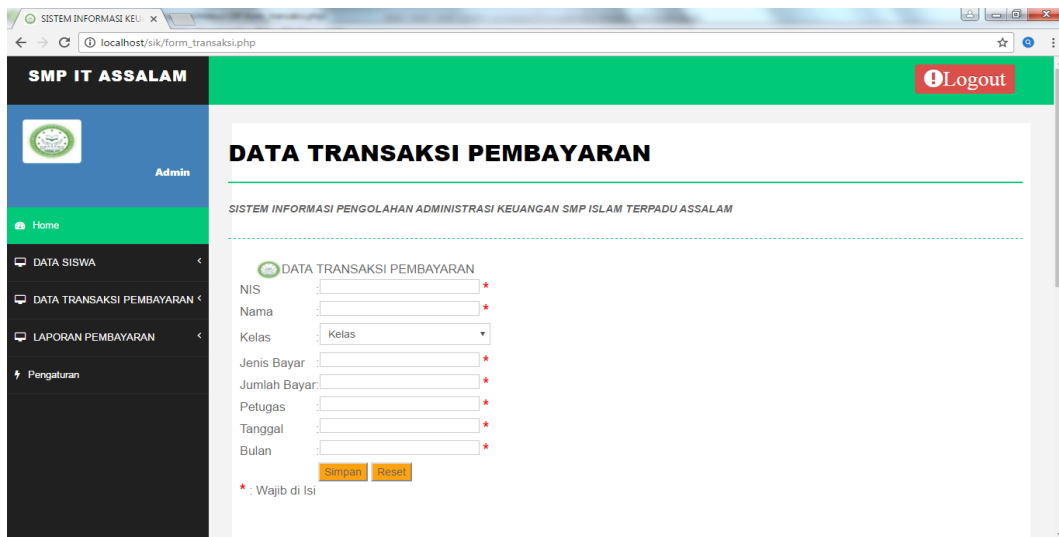 SISTEM INFORMASI KEU
localhost/sik/form_transaksi.php
SMP IT ASSALAM
Logout
Admin
Home
DATA SISWA
DATA TRANSAKSI PEMBAYARAN
LAPORAN PEMBAYARAN
Pengaturan
DATA TRANSAKSI PEMBAYARAN
SISTEM INFORMASI PENGOLAHAN ADMINISTRASI KEUANGAN SMP ISLAM TERPADU ASSALAM
DATA TRANSAKSI PEMBAYARAN
NIS : *
Nama : *
Kelas : Kelas
Jenis Bayar : *
Jumlah Bayar: *
Petugas : *
Tanggal : *
Bulan : *
Simpan Reset
* : Wajib di Isi